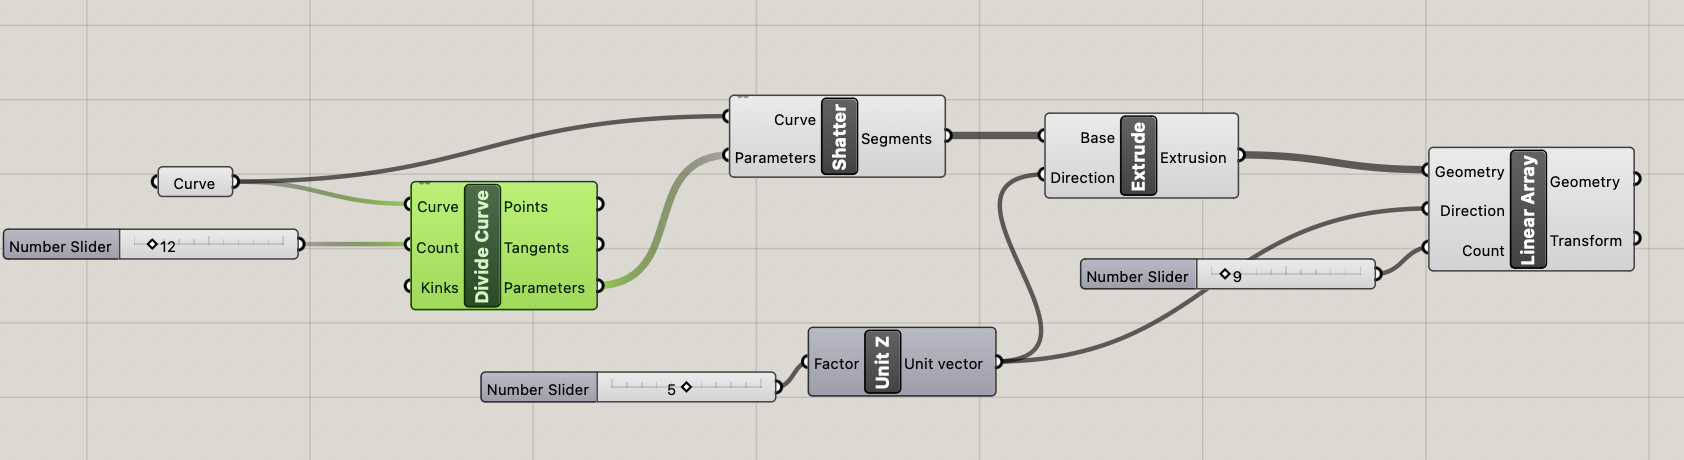 Curve
Number Slider 12
Curve
Count
Kinks
Divide Curve
Points
Tangents
Parameters
Curve
Parameters
Shatter
Segments
Number Slider 5
Factor
Unit Z
Unit vector
Base
Direction
Extrude
Extrusion
Number Slider 9
Geometry
Direction
Count
Linear Array
Geometry
Transform